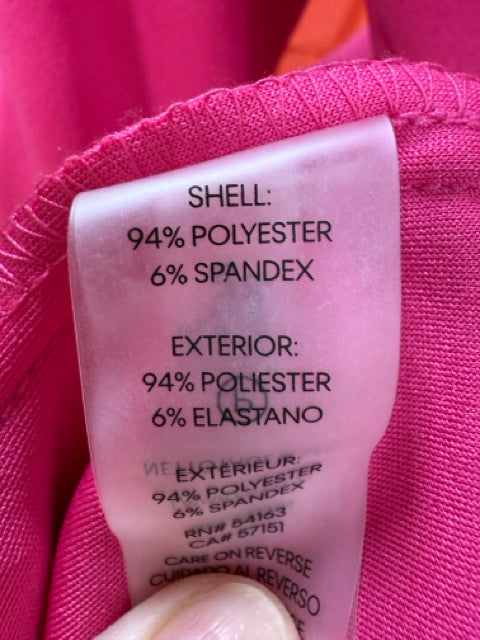 SHELL:
94% POLYESTER
6% SPANDEX
EXTERIOR:
94% POLIESTER
6% ELASTANO
EXTÉRIEUR:
94% POLYESTER
6% SPANDEX
RN# 54163
CA# 57151
CARE ON REVERSE
CUIDADO AL REVERSO